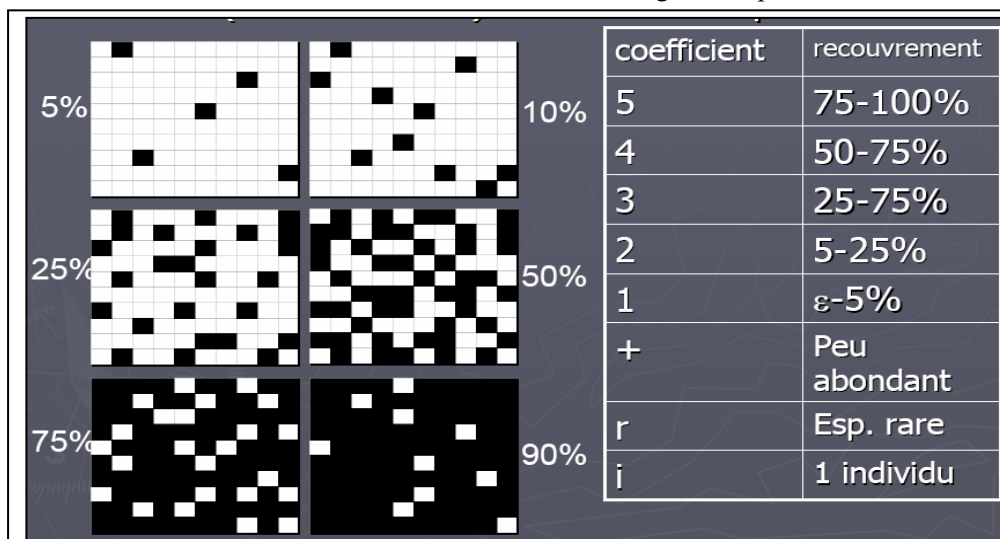 5%
10%
25%
50%
75%
90%
coefficient recouvrement
5 75-100%
4 50-75%
3 25-75%
2 5-25%
1 ε-5%
+ Peu
abondant
r Esp. rare
i 1 individu